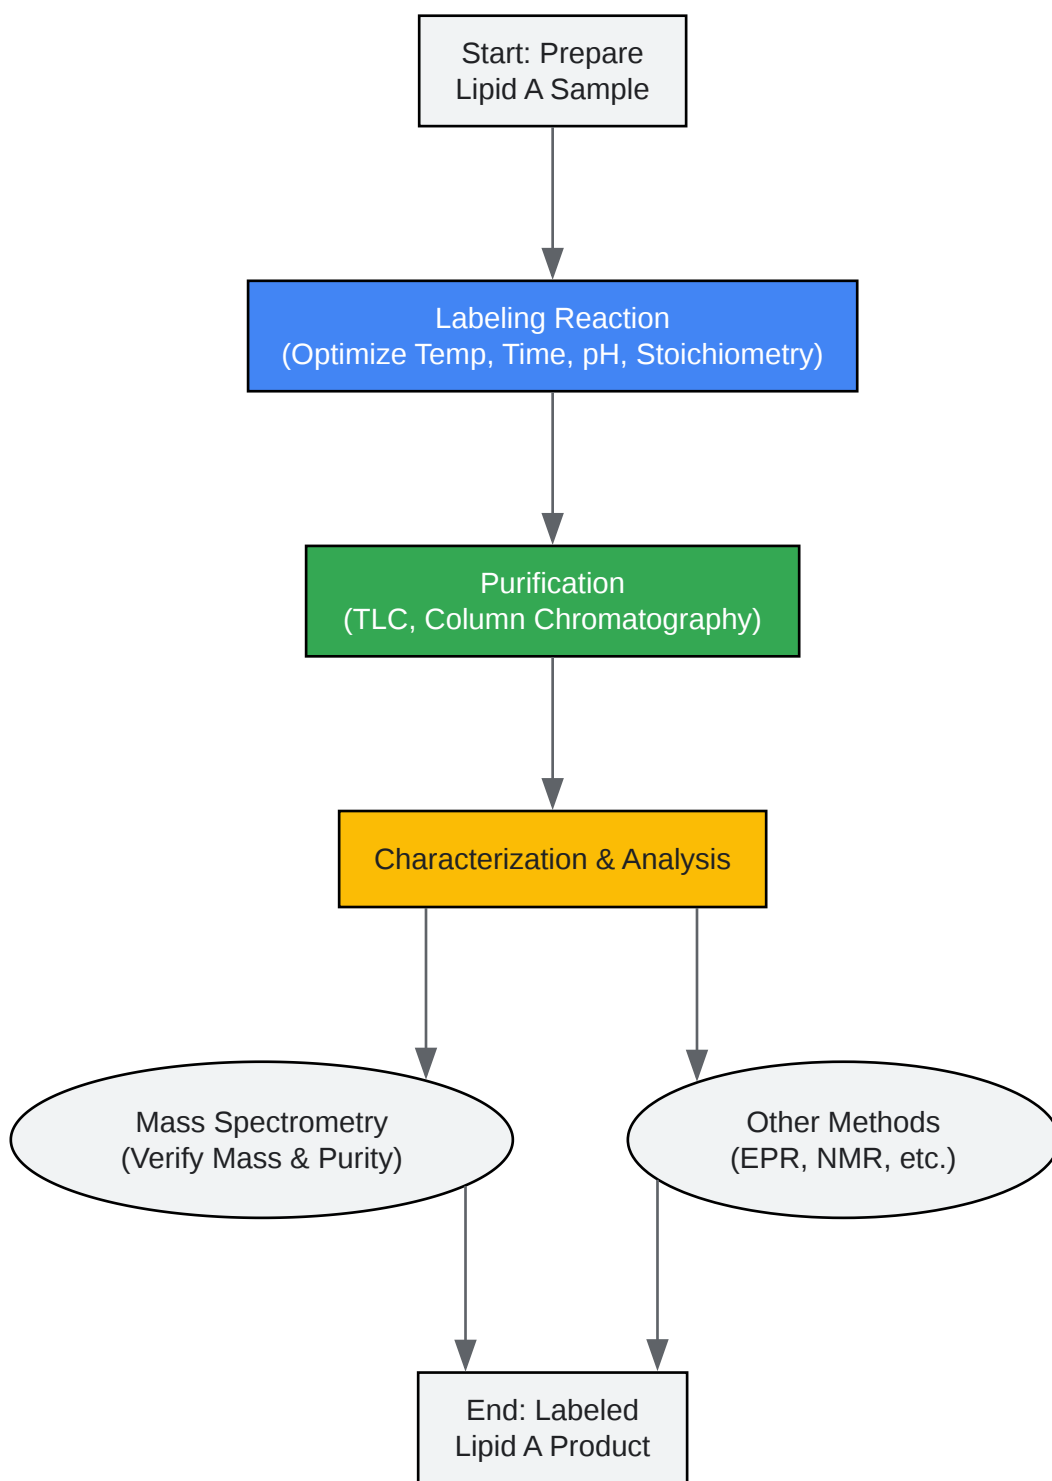 Start: Prepare
Lipid A Sample
Labeling Reaction
(Optimize Temp, Time, pH, Stoichiometry)
Purification
(TLC, Column Chromatography)
Characterization & Analysis
Mass Spectrometry
(Verify Mass & Purity)
Other Methods
(EPR, NMR, etc.)
End: Labeled
Lipid A Product